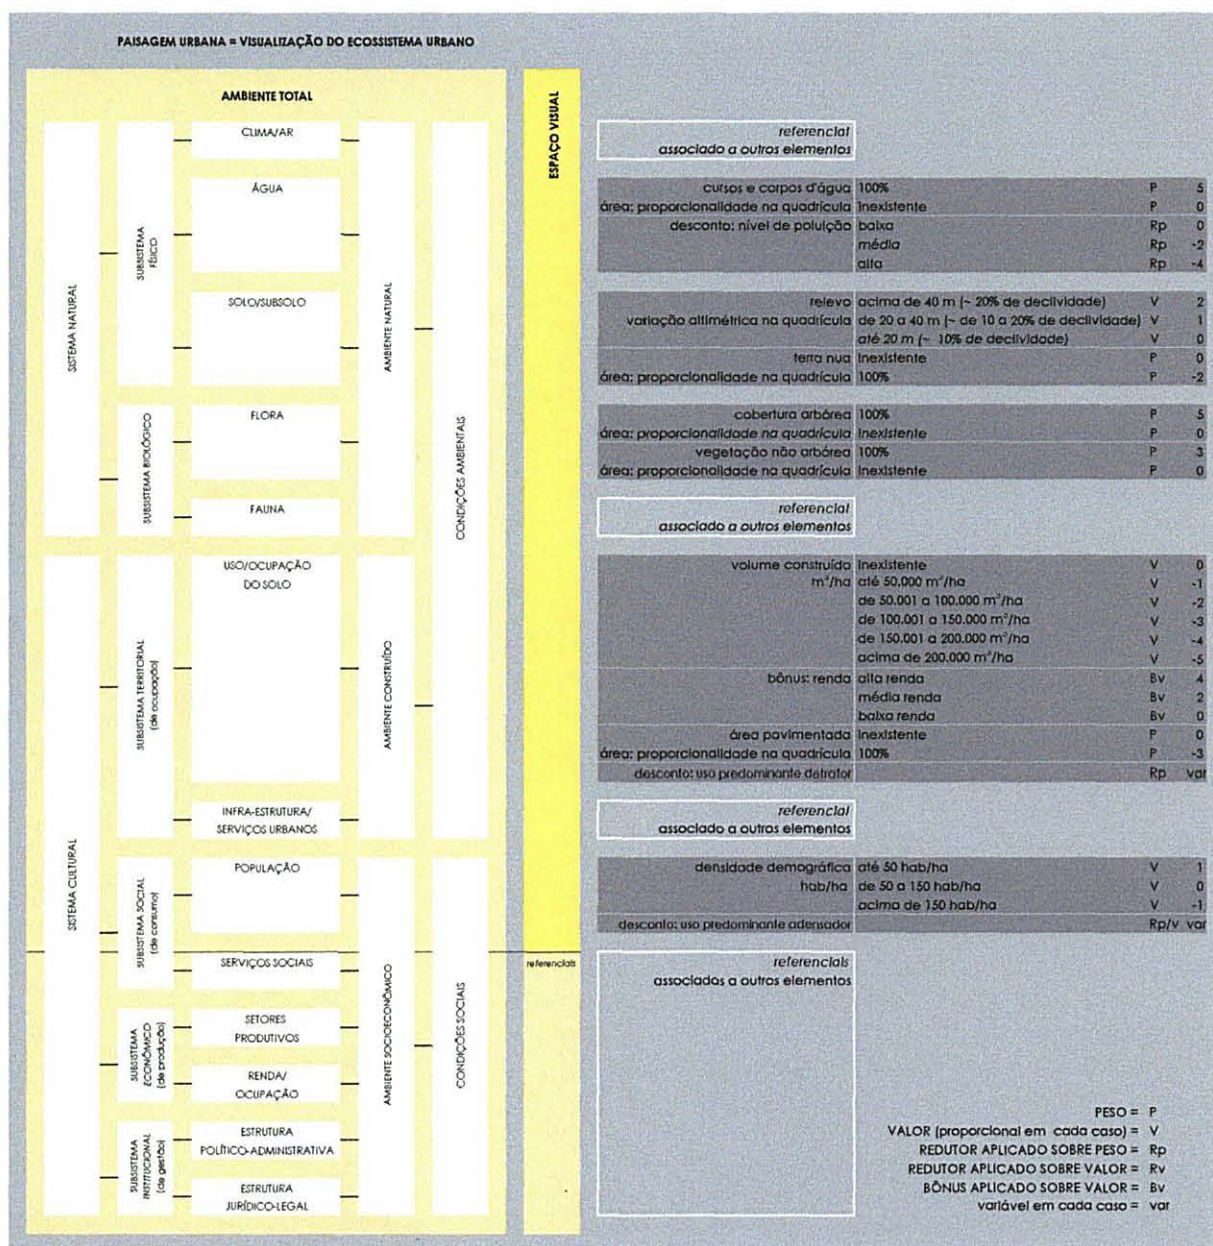 PAISAGEM URBANA = VISUALIZAÇÃO DO ECOSSISTEMA URBANO
AMBIENTE TOTAL
SISTEMA NATURAL
SISTEMA CULTURAL
SUBSISTEMA
FÍSICO
SUBSISTEMA BIOLÓGICO
SUBSISTEMA TERRITORIAL
(de ocupação)
SUBSISTEMA SOCIAL
(de consumo)
SUBSISTEMA
ECONÔMICO
(de produção)
SUBSISTEMA
INSTITUCIONAL
(de gestão)
CLIMA/AR
ÁGUA
SOLO/SUBSOLO
FLORA
FAUNA
USO/OCUPAÇÃO
DO SOLO
INFRA-ESTRUTURA/
SERVIÇOS URBANOS
POPULAÇÃO
SERVIÇOS SOCIAIS
SETORES
PRODUTIVOS
RENDA/
OCUPAÇÃO
ESTRUTURA
POLÍTICO-ADMINISTRATIVA
ESTRUTURA
JURÍDICO-LEGAL
AMBIENTE NATURAL
AMBIENTE CONSTRUÍDO
AMBIENTE SOCIOECONÔMICO
CONDIÇÕES AMBIENTAIS
CONDIÇÕES SOCIAIS
ESPAÇO VISUAL
referenciais
referencial
associado a outros elementos
cursos e corpos d'água 100% P 5
área: proporcionalidade na quadrícula Inexistente P 0
desconto: nível de poluição baixa Rp 0
média Rp -2
alta Rp -4
relevo acima de 40 m (~ 20% de declividade) V 2
variação altimétrica na quadrícula de 20 a 40 m (~ de 10 a 20% de declividade) V 1
até 20 m (~ 10% de declividade) V 0
terra nua Inexistente P 0
área: proporcionalidade na quadrícula 100% P -2
cobertura arbórea 100% P 5
área: proporcionalidade na quadrícula Inexistente P 0
vegetação não arbórea 100% P 3
área: proporcionalidade na quadrícula Inexistente P 0
referencial
associado a outros elementos
volume construído Inexistente V 0
m³/ha até 50.000 m³/ha V -1
de 50.001 a 100.000 m³/ha V -2
de 100.001 a 150.000 m³/ha V -3
de 150.001 a 200.000 m³/ha V -4
acima de 200.000 m³/ha V -5
bônus: renda alta renda Bv 4
média renda Bv 2
baixa renda Bv 0
área pavimentada Inexistente P 0
área: proporcionalidade na quadrícula 100% P -3
desconto: uso predominante detrator Rp var
referencial
associado a outros elementos
densidade demográfica até 50 hab/ha V 1
hab/ha de 50 a 150 hab/ha V 0
acima de 150 hab/ha V -1
desconto: uso predominante adensador Rp/v var
referenciais
associados a outros elementos
PESO = P
VALOR (proporcional em cada caso) = V
REDUTOR APLICADO SOBRE PESO = Rp
REDUTOR APLICADO SOBRE VALOR = Rv
BÔNUS APLICADO SOBRE VALOR = Bv
variável em cada caso = var